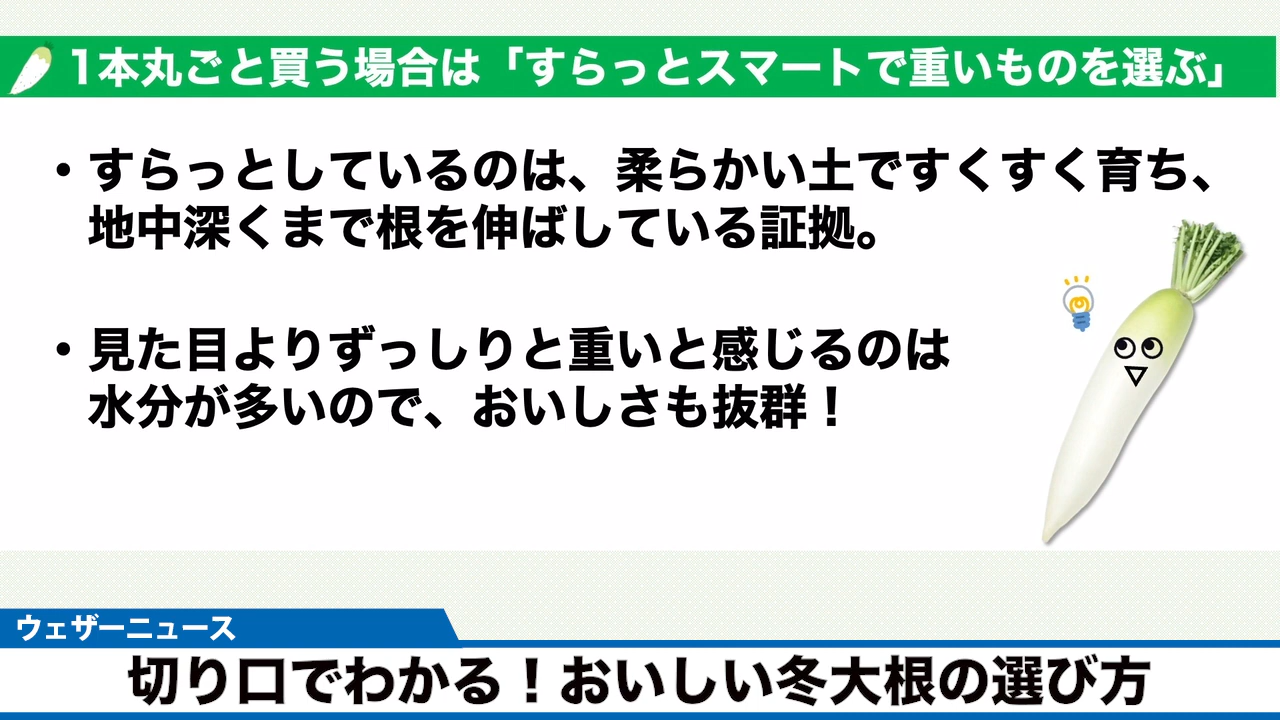 1本丸ごと買う場合は「すらっとスマートで重いものを選ぶ」
・すらっとしているのは、柔らかい土ですくすく育ち、
地中深くまで根を伸ばしている証拠。
・見た目よりずっしりと重いと感じるのは
水分が多いので、おいしさも抜群！
ウェザーニュース
切り口でわかる！おいしい冬大根の選び方